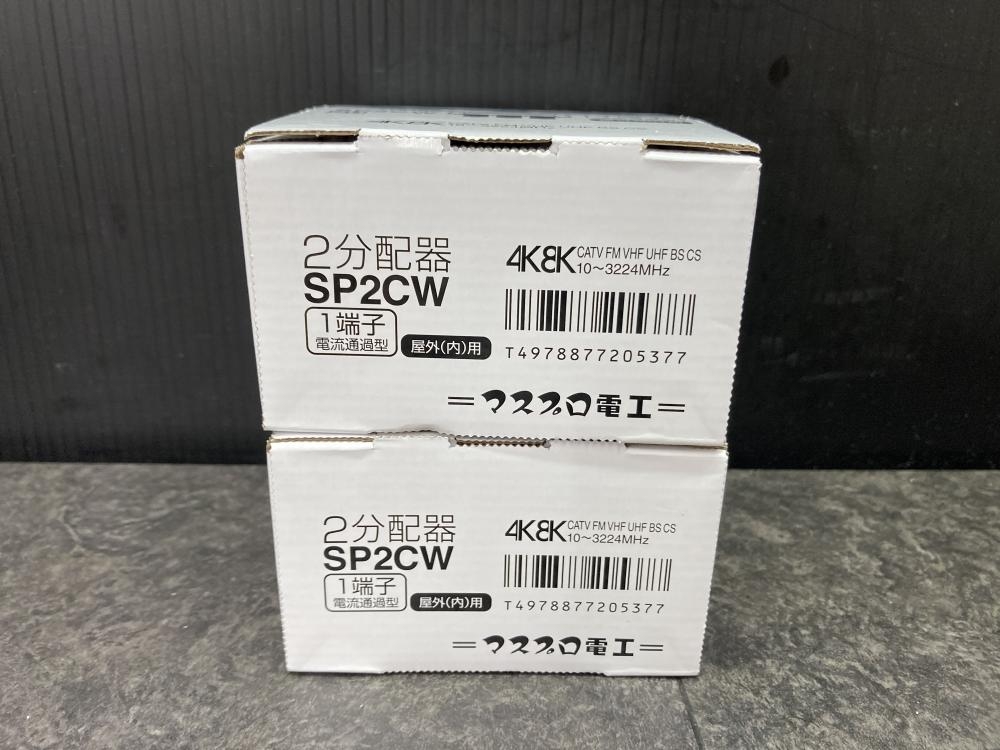 4K8K
2分配器
SP2CW
1端子
電流通過型
屋外(内)用
4K8K
CATV FM VHF UHF BS CS
10～3224MHz
T4978877205377
マスプロ電工
2分配器
SP2CW
1端子
電流通過型
屋外(内)用
4K8K
CATV FM VHF UHF BS CS
10～3224MHz
T4978877205377
マスプロ電工